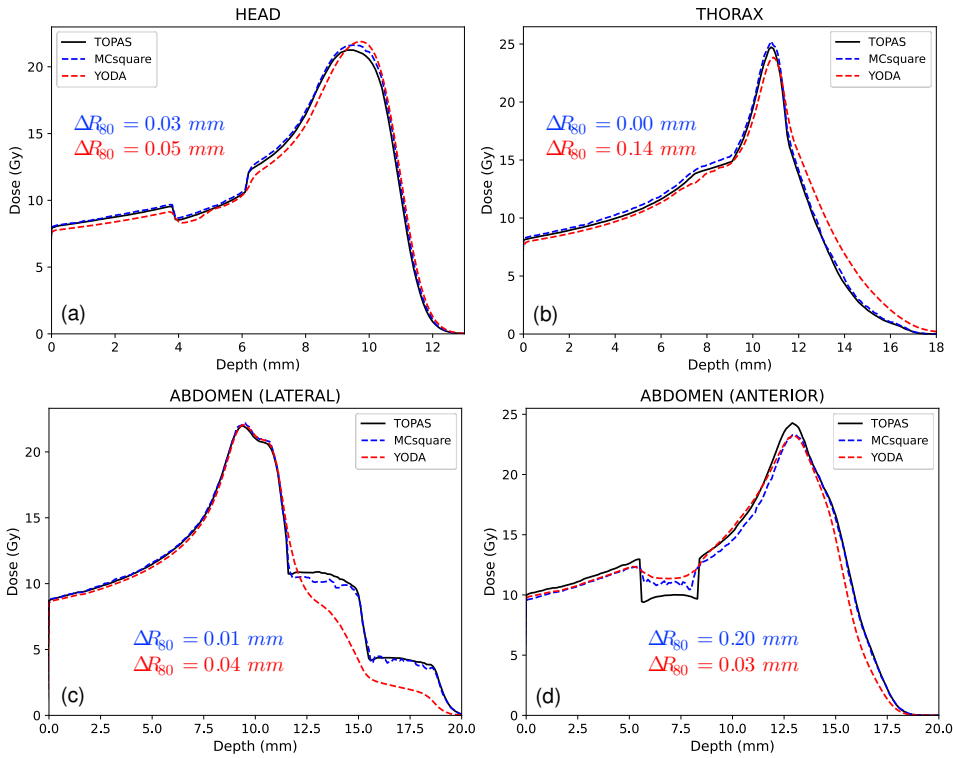 HEAD
TOPAS
MCsquare
YODA
ΔR80 = 0.03 mm
ΔR80 = 0.05 mm
(a)
Dose (Gy)
0
5
10
15
20
0 2 4 6 8 10 12
Depth (mm)
THORAX
TOPAS
MCsquare
YODA
ΔR80 = 0.00 mm
ΔR80 = 0.14 mm
(b)
Dose (Gy)
0
5
10
15
20
25
0 2 4 6 8 10 12 14 16 18
Depth (mm)
ABDOMEN (LATERAL)
TOPAS
MCsquare
YODA
ΔR80 = 0.01 mm
ΔR80 = 0.04 mm
(c)
Dose (Gy)
0
5
10
15
20
0.0 2.5 5.0 7.5 10.0 12.5 15.0 17.5 20.0
Depth (mm)
ABDOMEN (ANTERIOR)
TOPAS
MCsquare
YODA
ΔR80 = 0.20 mm
ΔR80 = 0.03 mm
(d)
Dose (Gy)
0
5
10
15
20
25
0.0 2.5 5.0 7.5 10.0 12.5 15.0 17.5 20.0
Depth (mm)